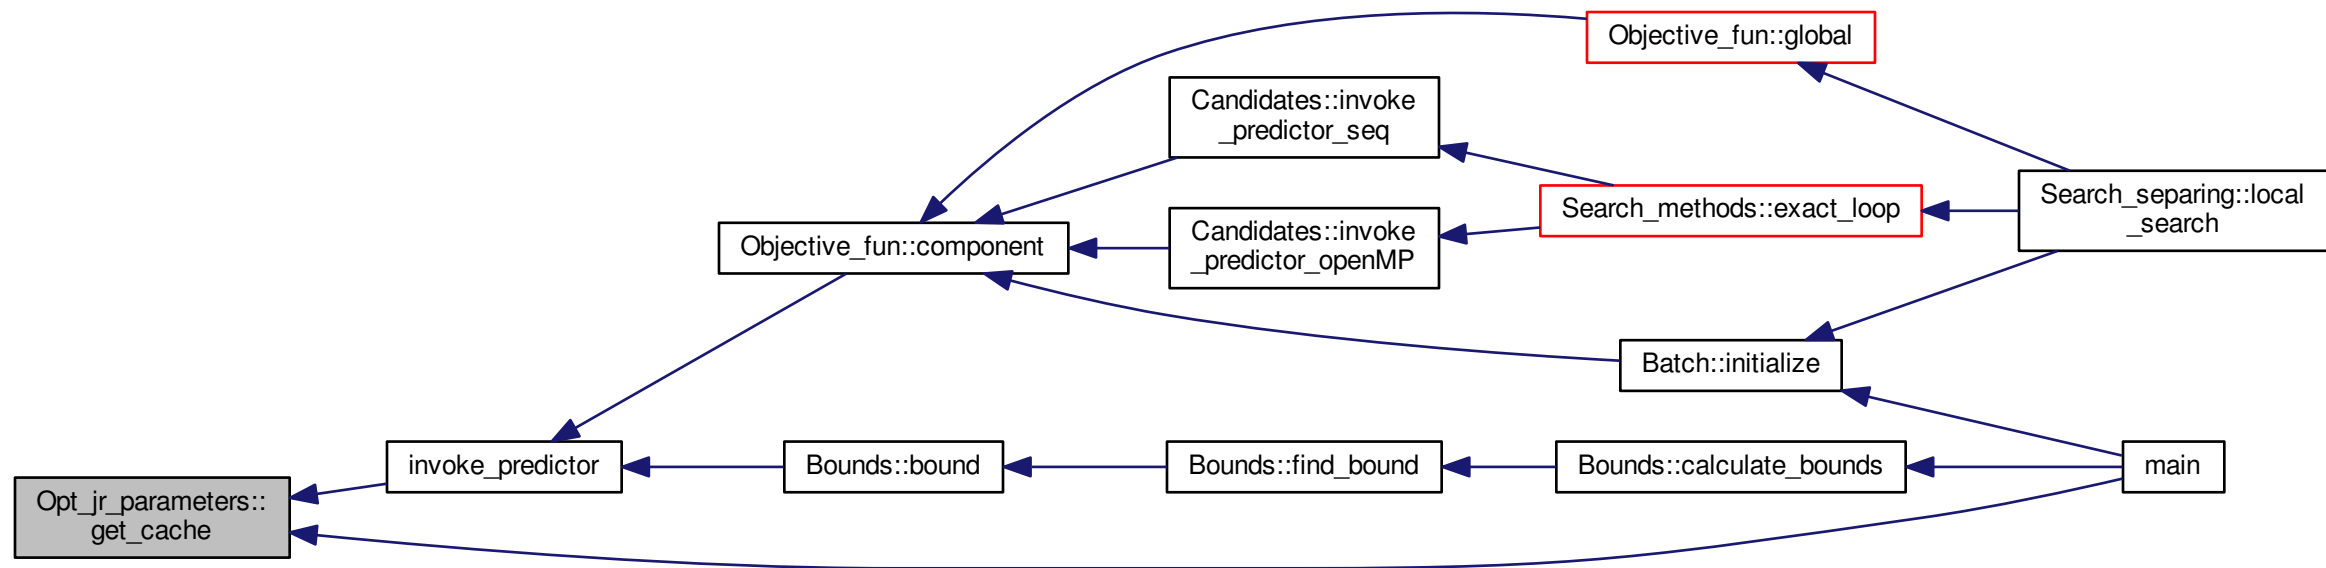 Objective_fun::global
Candidates::invoke
_predictor_seq
Search_separing::local
_search
Search_methods::exact_loop
Candidates::invoke
_predictor_openMP
Objective_fun::component
Batch::initialize
invoke_predictor
Bounds::bound
Bounds::find_bound
Bounds::calculate_bounds
main
Opt_jr_parameters::
get_cache